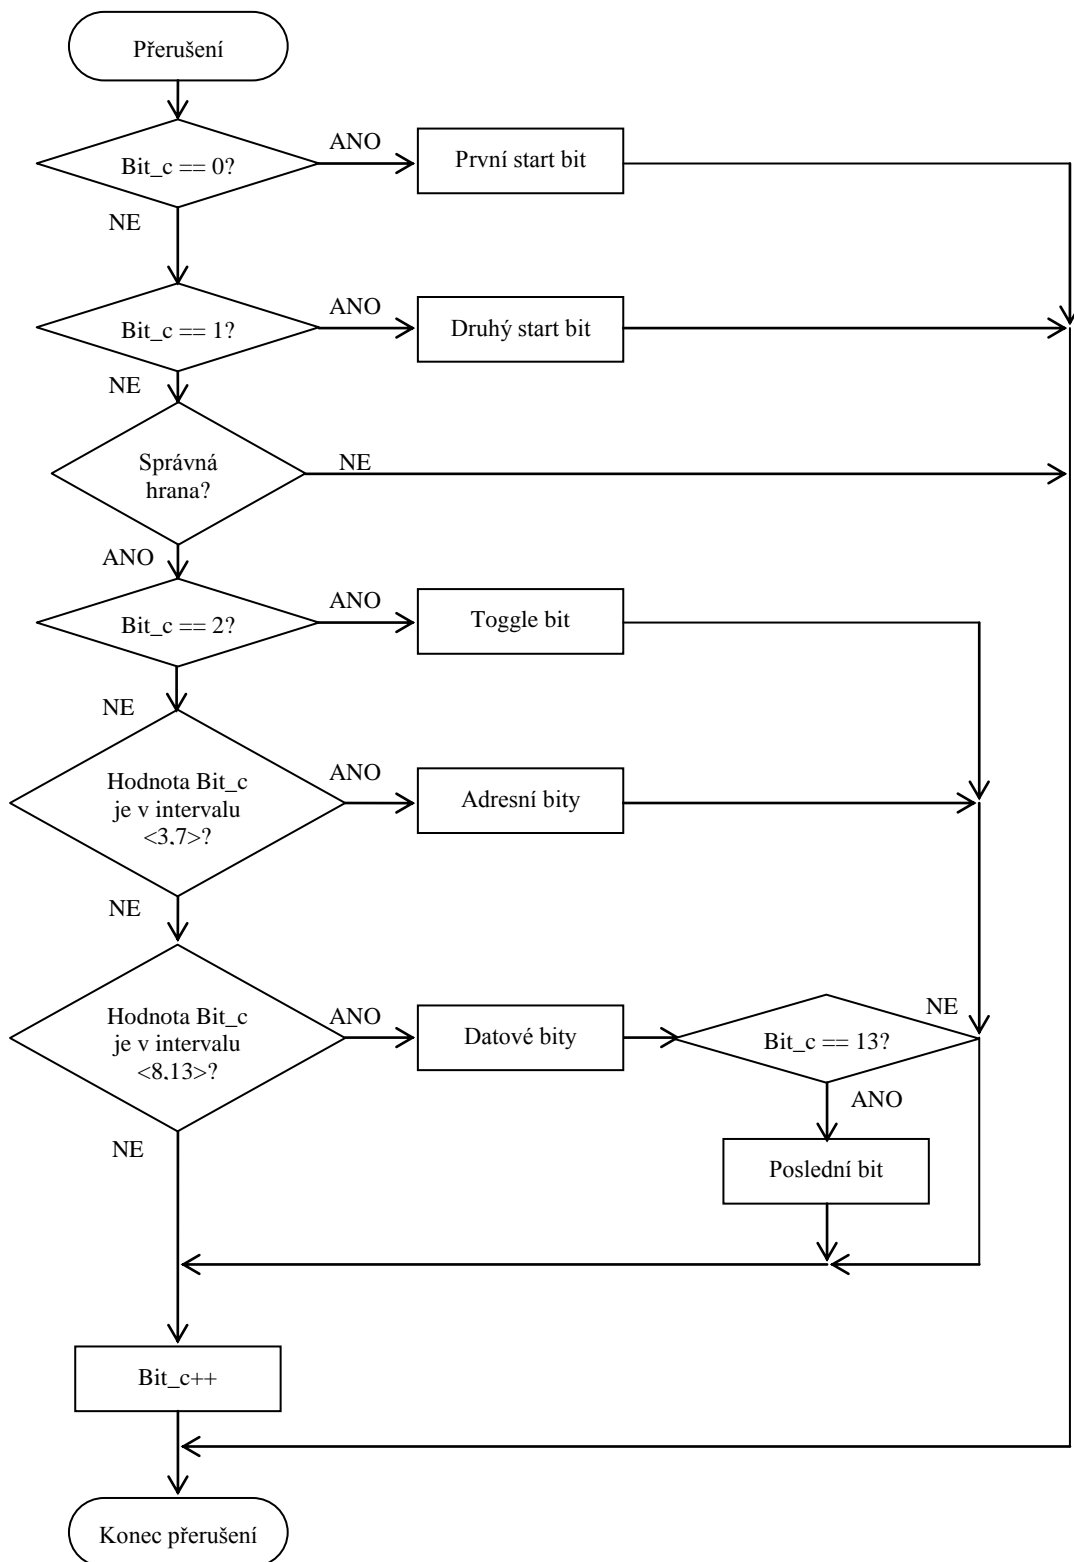 Přerušení
Bit_c == 0?
ANO
První start bit
NE
Bit_c == 1?
ANO
Druhý start bit
NE
Správná
hrana?
NE
ANO
Bit_c == 2?
ANO
Toggle bit
NE
Hodnota Bit_c
je v intervalu
<3,7>?
ANO
Adresní bity
NE
Hodnota Bit_c
je v intervalu
<8,13>?
ANO
Datové bity
Bit_c == 13?
NE
ANO
Poslední bit
NE
Bit_c++
Konec přerušení